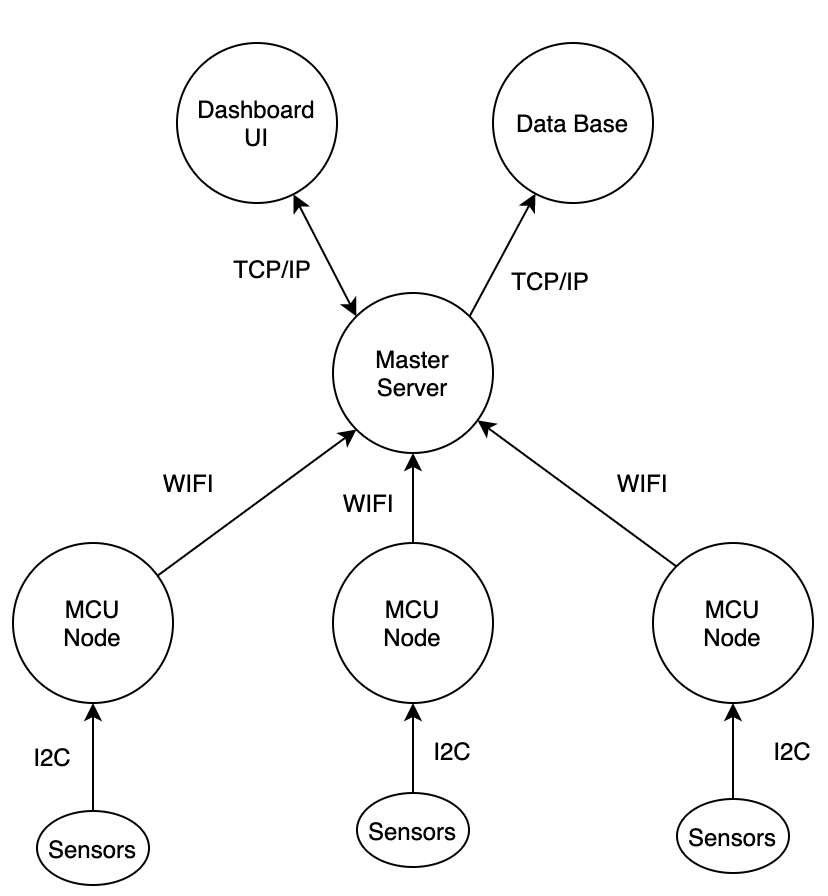 Dashboard
UI
Data Base
TCP/IP
TCP/IP
Master
Server
WIFI
WIFI
WIFI
MCU
Node
MCU
Node
MCU
Node
I2C
I2C
I2C
Sensors
Sensors
Sensors